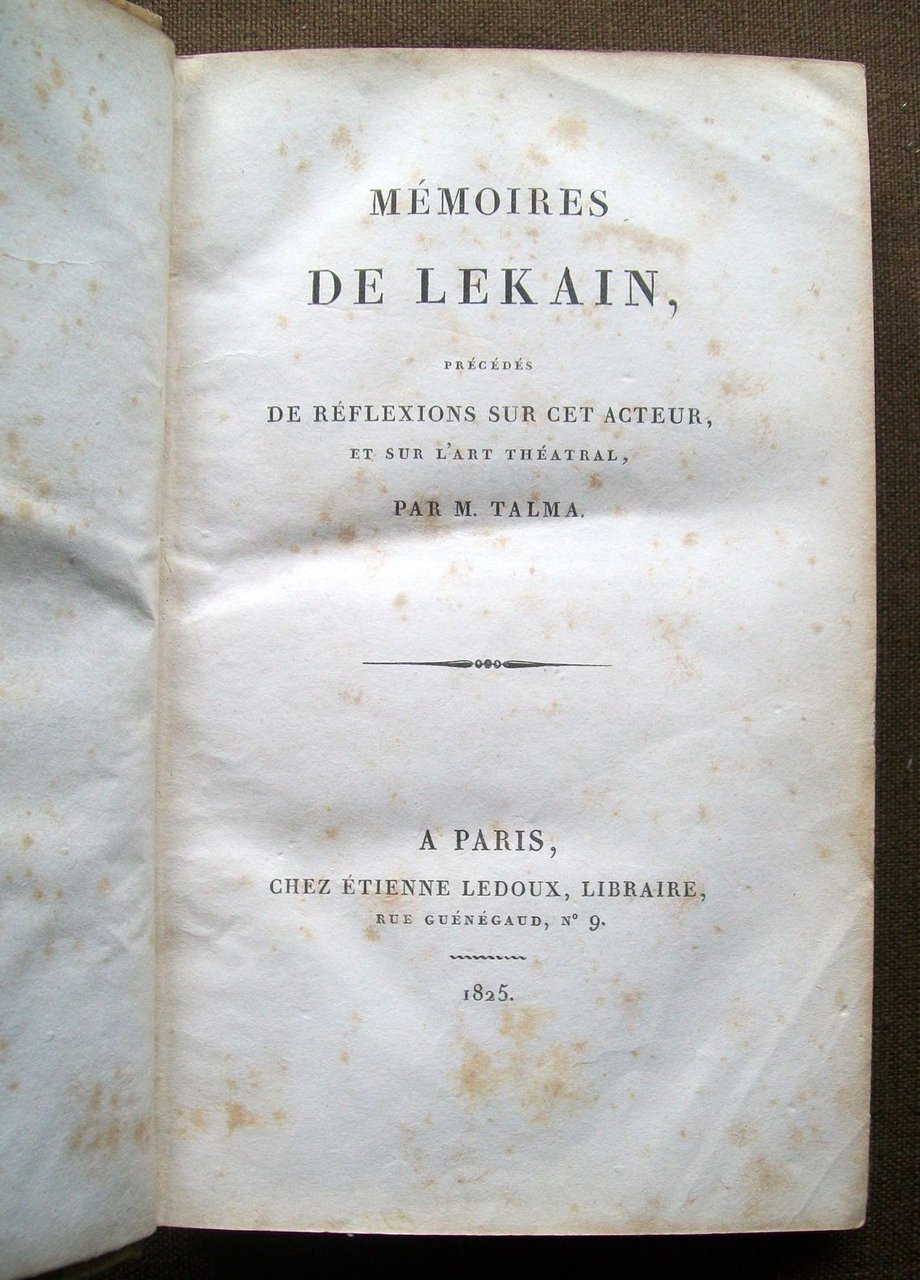 MÉMOIRES
DE LEKAIN,
PRÉCÉDÉS
DE RÉFLEXIONS SUR CET ACTEUR,
ET SUR L'ART THÉATRAL,
PAR M. TALMA.
A PARIS,
CHEZ ÉTIENNE LEDOUX, LIBRAIRE,
RUE GUÉNÉGAUD, N° 9.
1825.